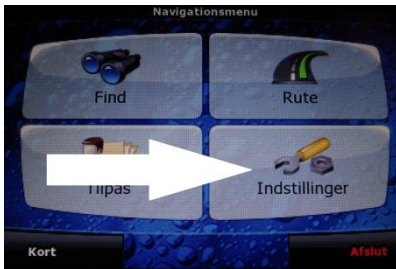 Navigationsmenu
Find
Rute
Tilpas
Indstillinger
Kort
Afslut